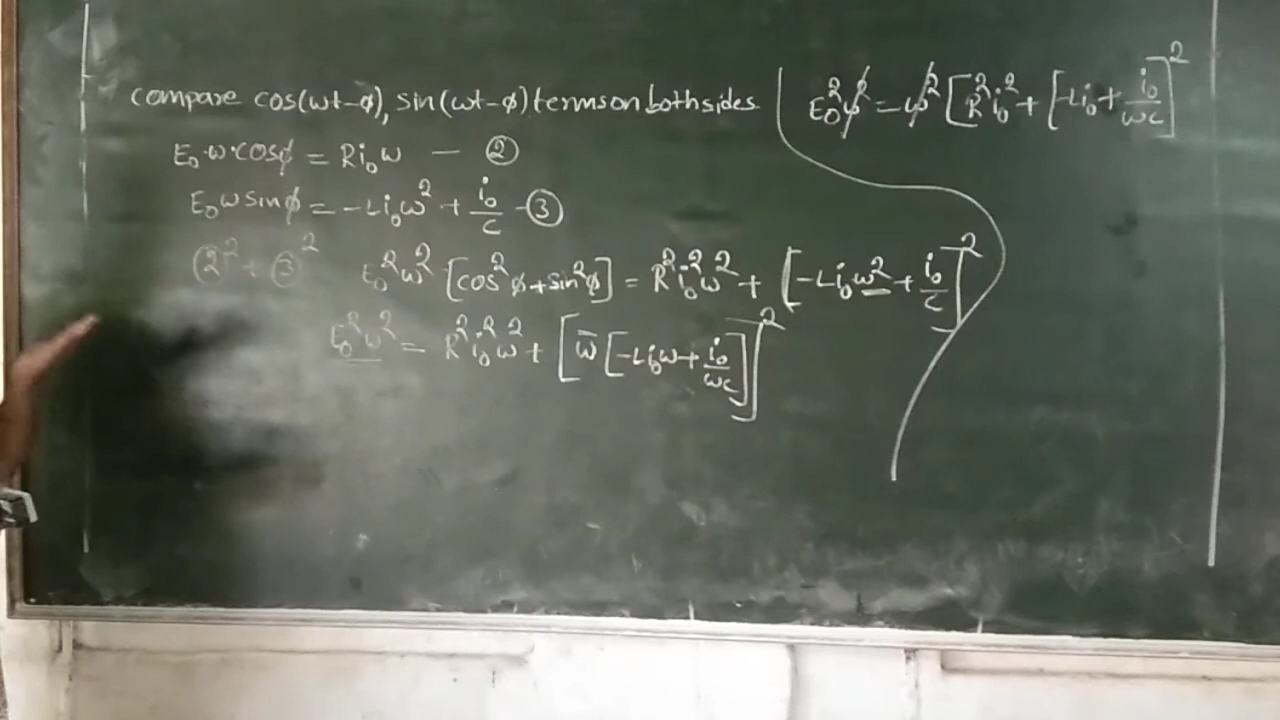 compare cos(ωt-φ), sin(ωt-φ) terms on both sides
E₀·ω·cosφ = Ri₀ω — ②
E₀ω sinφ = -Li₀ω² + i₀/c - ③
②² + ③² E₀²ω²[cos²φ+sin²φ] = R²i₀²ω² + [-Li₀ω² + i₀/c]²
E₀²ω² = R²i₀²ω² + [ω[-Li₀ω + i₀/ωc]]²
E₀²ω² = ω²[R²i₀² + [-Li₀ + i₀/ωc]²